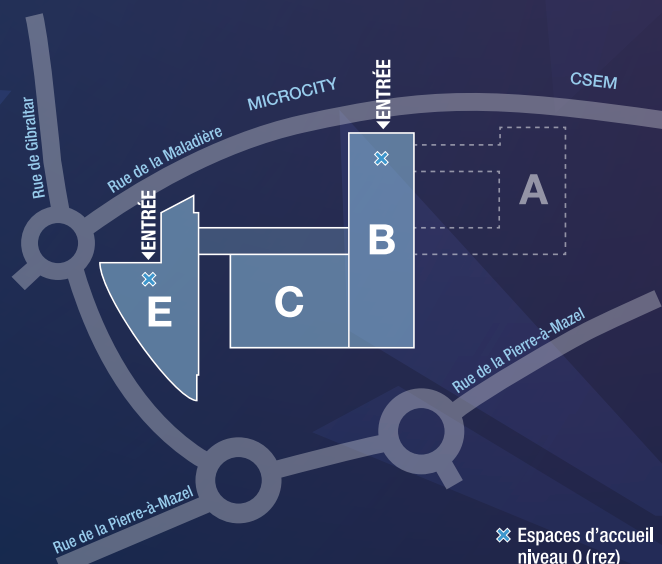 CSEM
MICROCITY
ENTRÉE
Rue de Gibraltar
Rue de la Maladière
ENTRÉE
A
B
E
C
Rue de la Pierre-à-Mazel
Rue de la Pierre-à-Mazel
Espaces d’accueil
niveau 0 (rez)